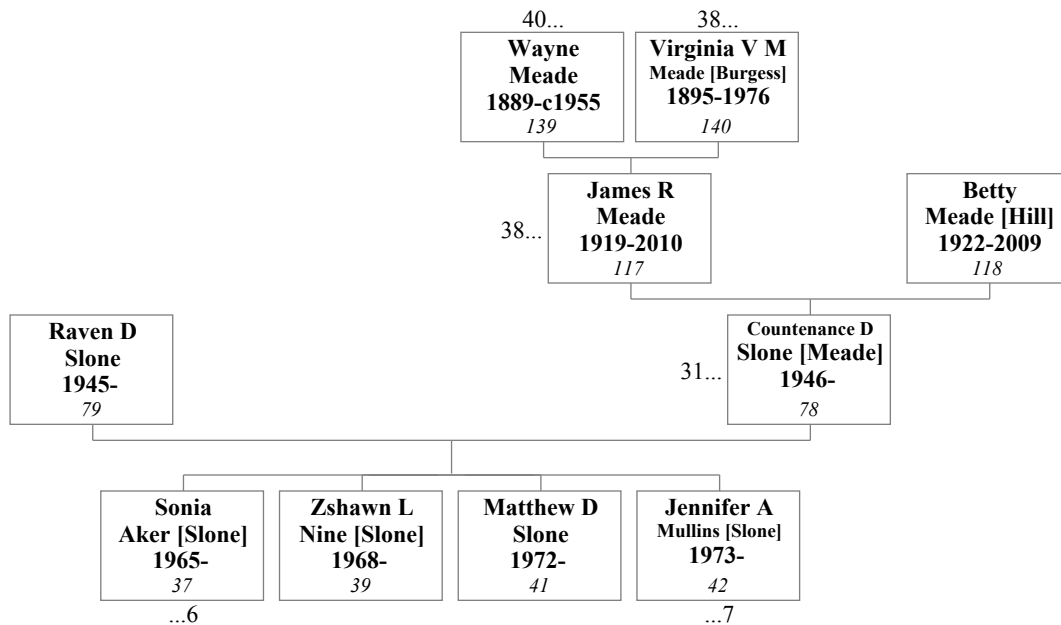 40...
38...
Wayne
Meade
1889-c1955
139
Virginia V M
Meade [Burgess]
1895-1976
140
38...
James R
Meade
1919-2010
117
Betty
Meade [Hill]
1922-2009
118
Raven D
Slone
1945-
79
31...
Countenance D
Slone [Meade]
1946-
78
Sonia
Aker [Slone]
1965-
37
...6
Zshawn L
Nine [Slone]
1968-
39
Matthew D
Slone
1972-
41
Jennifer A
Mullins [Slone]
1973-
42
...7